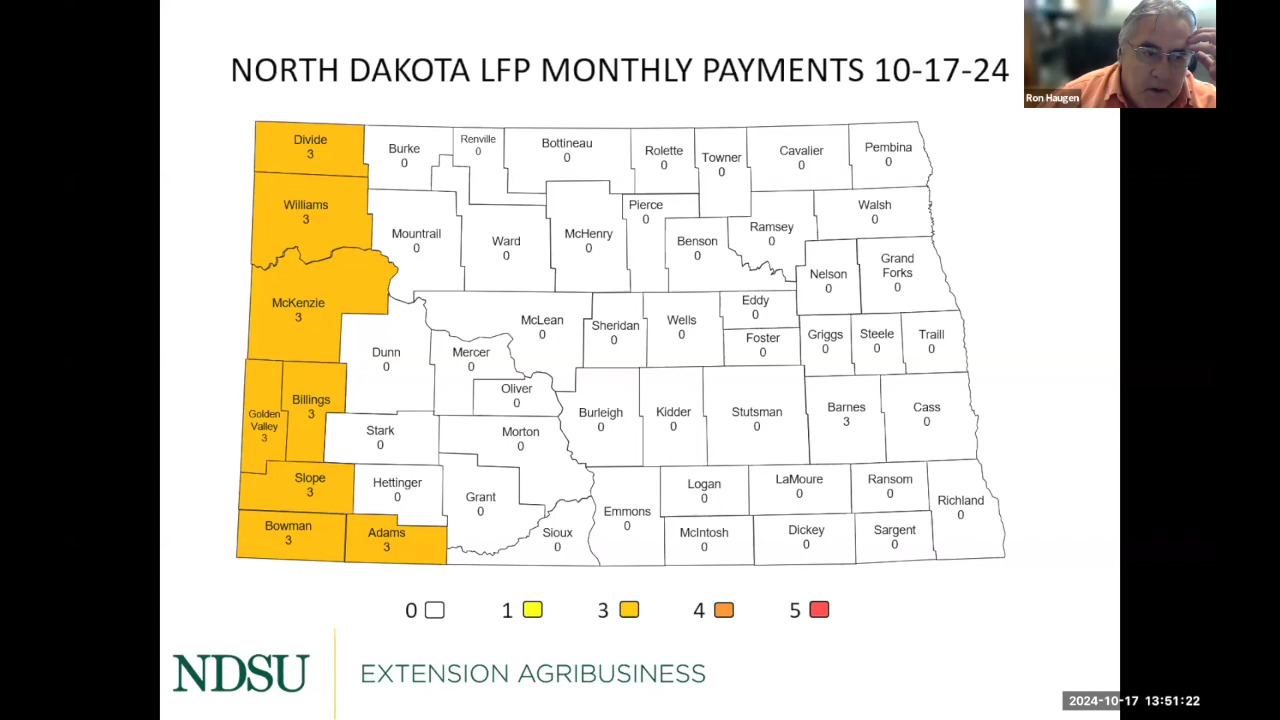 NORTH DAKOTA LFP MONTHLY PAYMENTS 10-17-24
Ron Haugen
Divide
3
Burke
0
Renville
0
Bottineau
0
Rolette
0
Towner
0
Cavalier
0
Pembina
0
Williams
3
Mountrail
0
Ward
0
McHenry
0
Pierce
0
Benson
0
Ramsey
0
Walsh
0
Nelson
0
Grand
Forks
0
McKenzie
3
Dunn
0
Mercer
0
Oliver
0
McLean
0
Sheridan
0
Wells
0
Eddy
0
Foster
0
Griggs
0
Steele
0
Traill
0
Golden
Valley
3
Billings
3
Stark
0
Morton
0
Burleigh
0
Kidder
0
Stutsman
0
Barnes
3
Cass
0
Slope
3
Hettinger
0
Grant
0
Emmons
0
Logan
0
LaMoure
0
Ransom
0
Richland
0
Bowman
3
Adams
3
Sioux
0
McIntosh
0
Dickey
0
Sargent
0
0 1 3 4 5
NDSU EXTENSION AGRIBUSINESS
2024-10-17 13:51:22